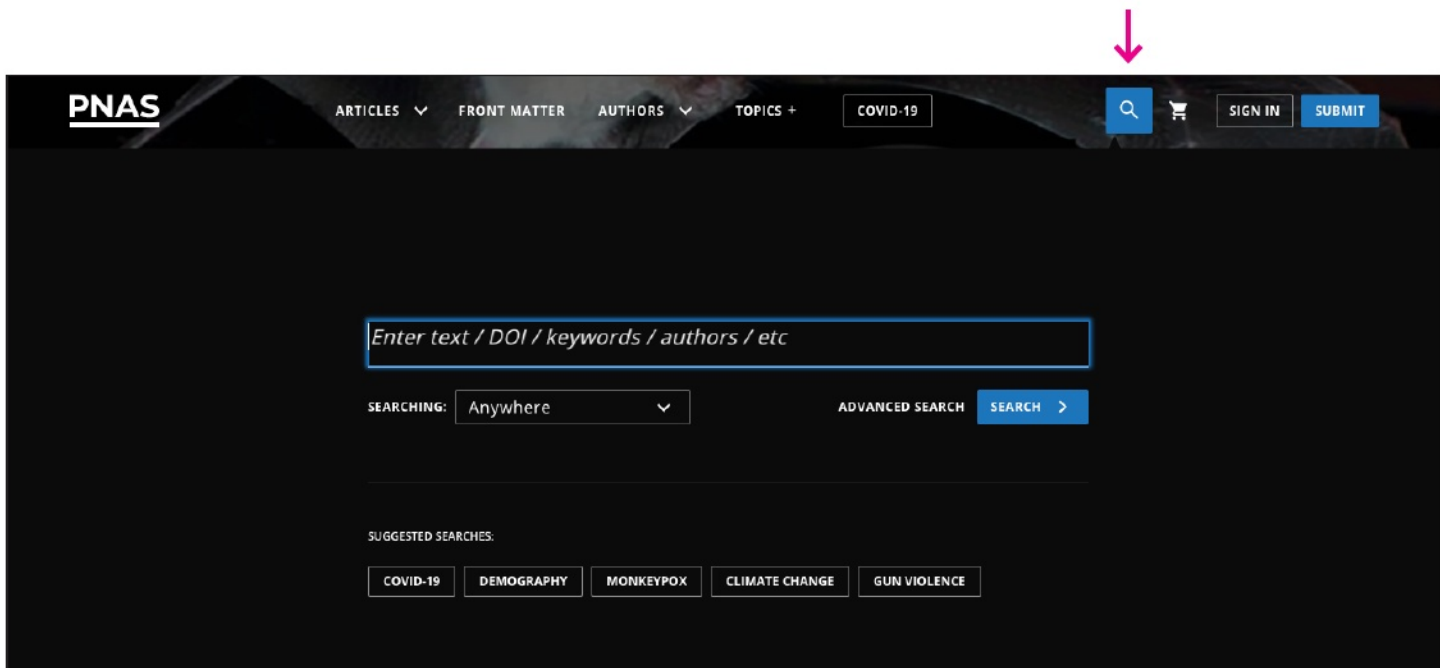 PNAS ARTICLES FRONT MATTER AUTHORS TOPICS + COVID-19 SIGN IN SUBMIT
Enter text / DOI / keywords / authors / etc
SEARCHING: Anywhere ADVANCED SEARCH SEARCH
SUGGESTED SEARCHES:
COVID-19 DEMOGRAPHY MONKEYPOX CLIMATE CHANGE GUN VIOLENCE